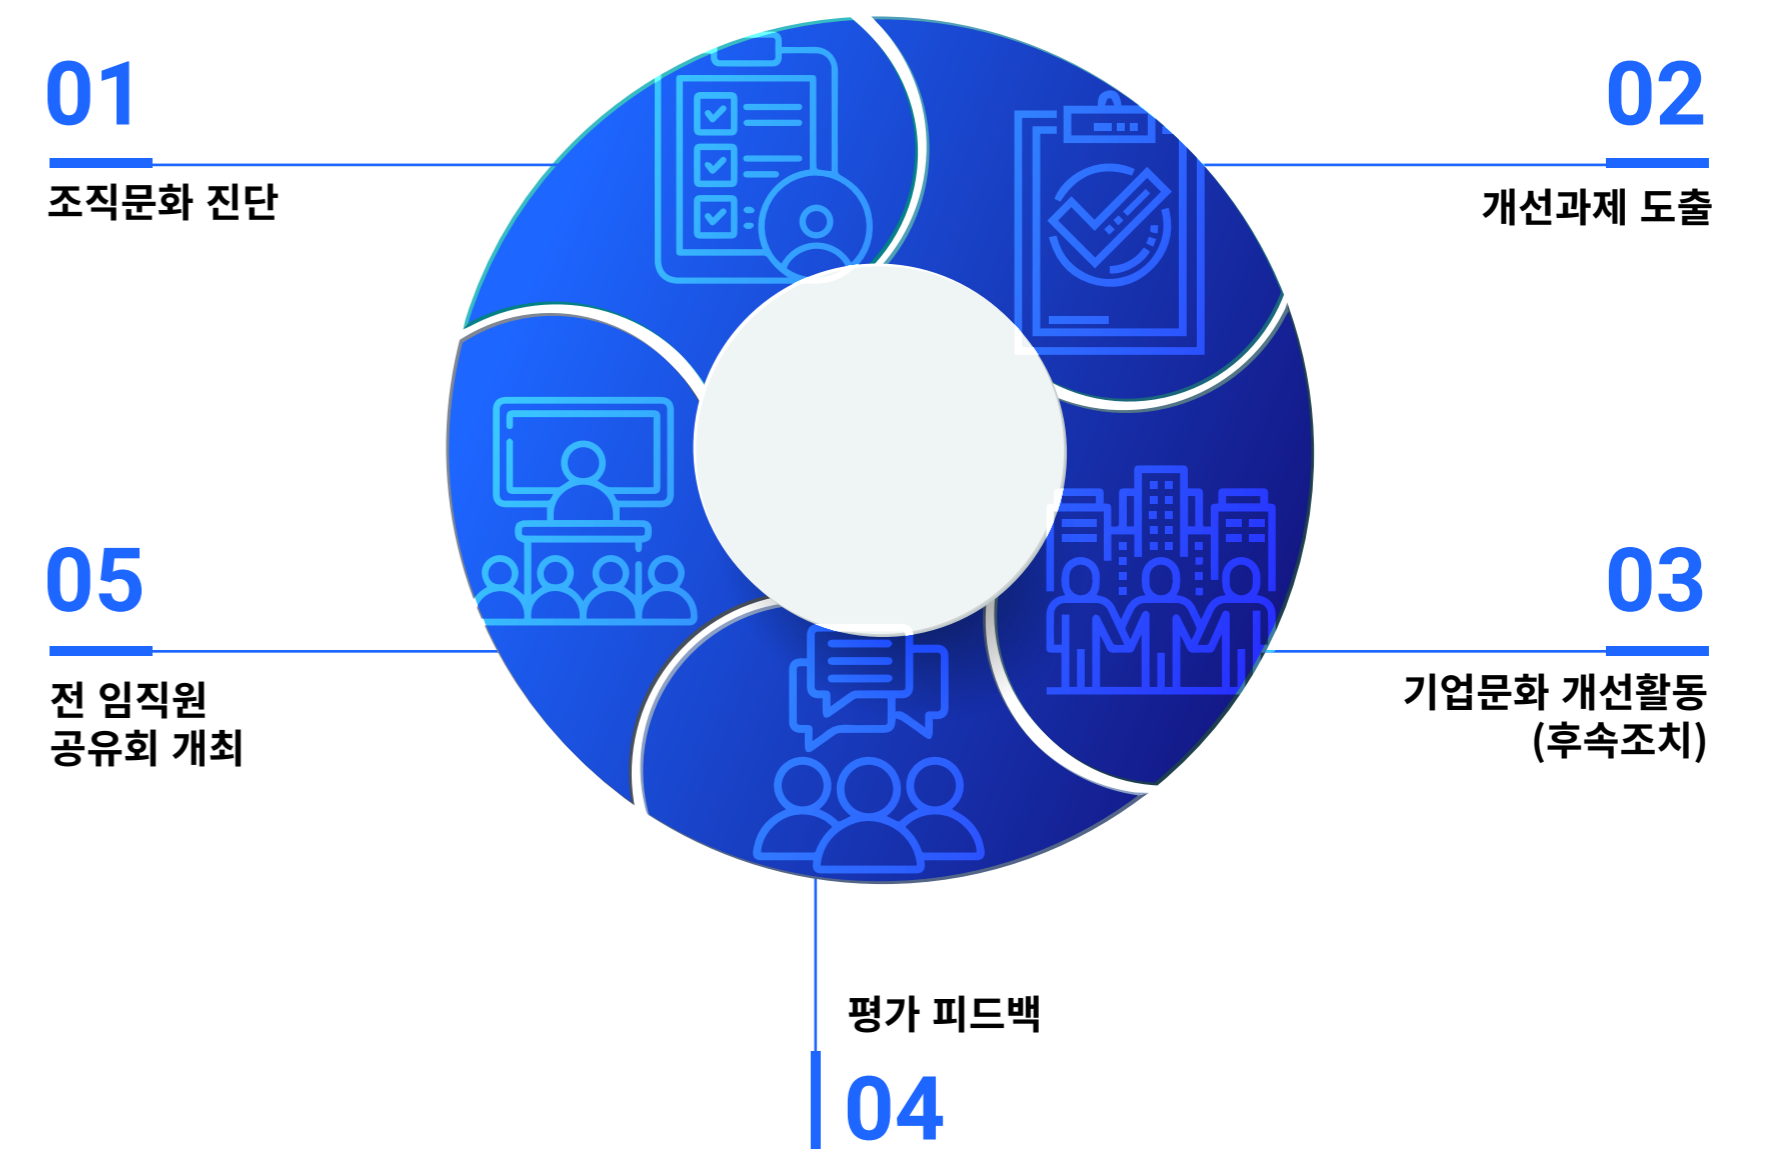 01
조직문화 진단
02
개선과제 도출
03
기업문화 개선활동
(후속조치)
평가 피드백
04
05
전 임직원
공유회 개최